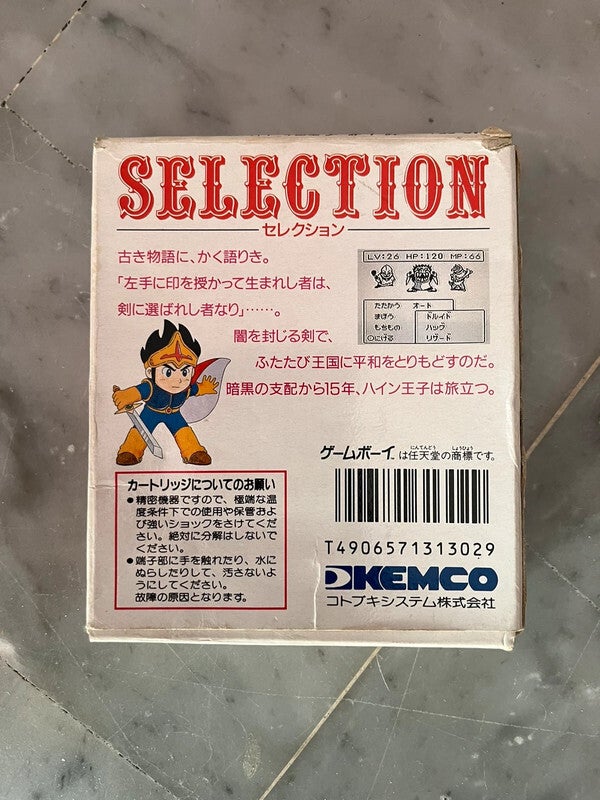 SELECTION
セレクション
古き物語に、かく語りき。
「左手に印を授かって生まれし者は、
剣に選ばれし者なり」……。
闇を封じる剣で、
ふたたび王国に平和をとりもどすのだ。
暗黒の支配から15年、ハイン王子は旅立つ。
LV:26 HP:120 MP:66
たたかう オート
まほう ドルイド
もちもの ハッグ
○にげる リザード
ゲームボーイは任天堂の商標です。
にんてんどう しょうひょう
カートリッジについてのお願い
●精密機器ですので、極端な温
度条件下での使用や保管およ
び強いショックをさけてくだ
さい。絶対に分解はしないで
ください。
●端子部に手を触れたり、水に
ぬらしたりして、汚さないよ
うにしてください。
故障の原因となります。
T4906571313029
KEMCO
コトブキシステム株式会社